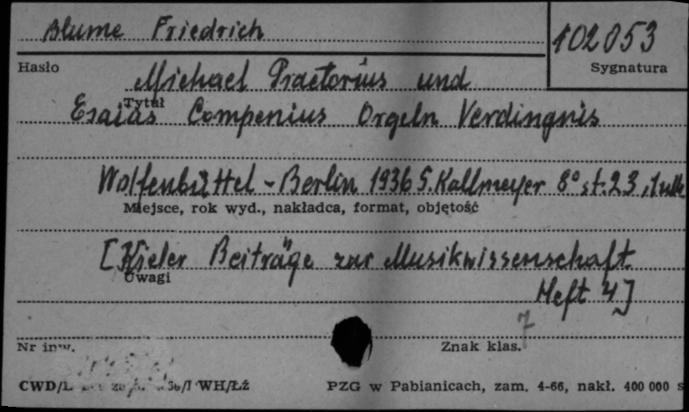 Blume Friedrich
102053
Hasło
Sygnatura
Michael Praetorius und
Tytuł
Esaias Compenius Orgeln Verdingnis
Wolfenbüttel - Berlin 1936 G. Kallmeyer 8° s. 23, 1
Miejsce, rok wyd., nakładca, format, objętość
[Kieler Beiträge zur Musikwissenschaft
Uwagi
Heft 4]
7
Nr inw.
Znak klas.
CWD/ WH/ŁŻ
PZG w Pabianicach, zam. 4-66, nakł. 400 000 s